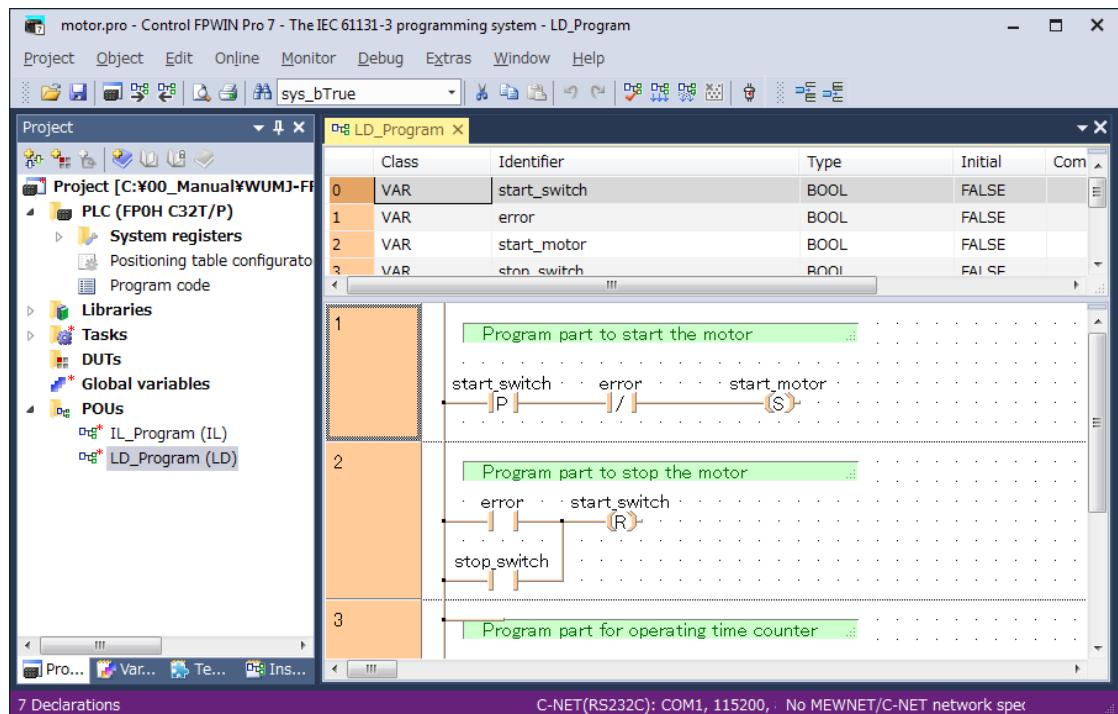 motor.pro - Control FPWIN Pro 7 - The IEC 61131-3 programming system - LD_Program
Project Object Edit Online Monitor Debug Extras Window Help
sys_bTrue
Project
LD_Program
Project [C:¥00_Manual¥WUMJ-FF
PLC (FP0H C32T/P)
System registers
Positioning table configurato
Program code
Libraries
Tasks
DUTs
Global variables
POUs
IL_Program (IL)
LD_Program (LD)
Class Identifier Type Initial Com
0 VAR start_switch BOOL FALSE
1 VAR error BOOL FALSE
2 VAR start_motor BOOL FALSE
3 VAR stop_switch BOOL FALSE
1
Program part to start the motor
start_switch error start_motor
P / S
2
Program part to stop the motor
error start_switch
R
stop_switch
3
Program part for operating time counter
Pro... Var... Te... Ins...
7 Declarations C-NET(RS232C): COM1, 115200, No MEWNET/C-NET network spec